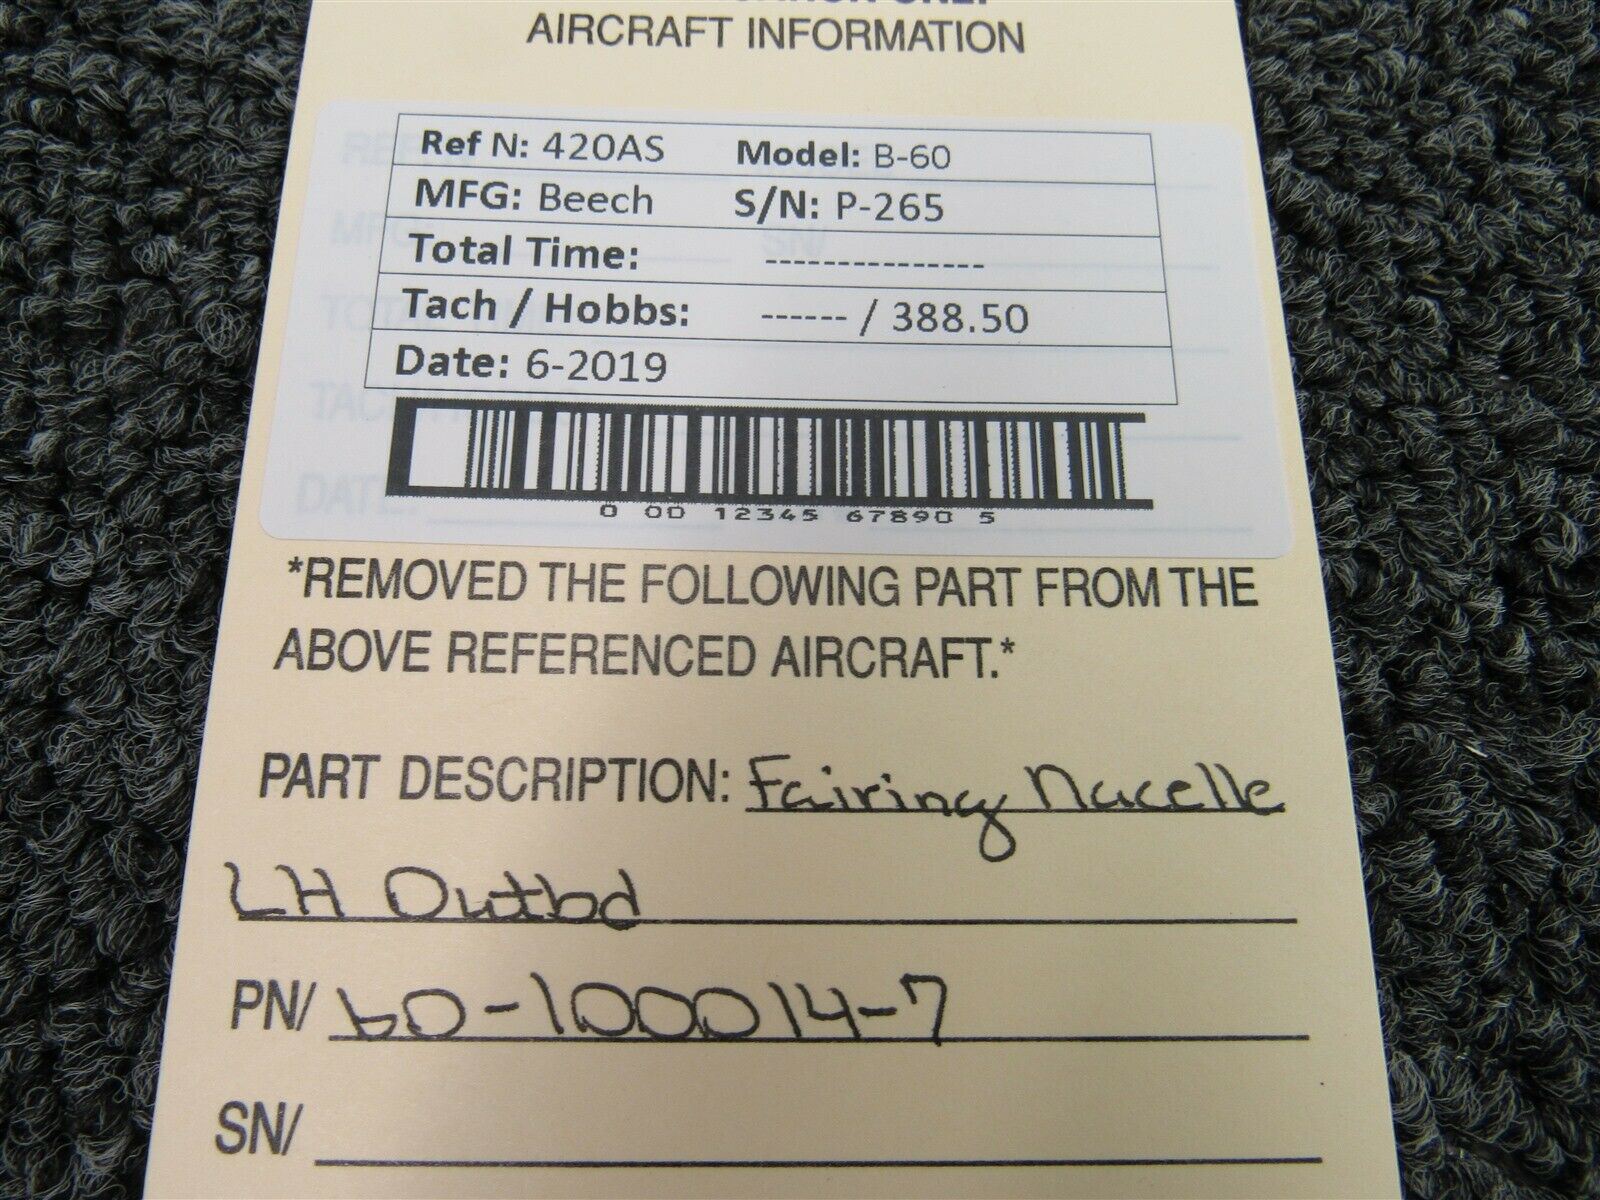 AIRCRAFT INFORMATION
Ref N: 420AS Model: B-60
MFG: Beech S/N: P-265
Total Time: ---------------
Tach / Hobbs: ------ / 388.50
Date: 6-2019
0 00 12345 67890 5
*REMOVED THE FOLLOWING PART FROM THE
ABOVE REFERENCED AIRCRAFT.*
PART DESCRIPTION: Fairing Nacelle
LH Outbd
PN/ 60-100014-7
SN/